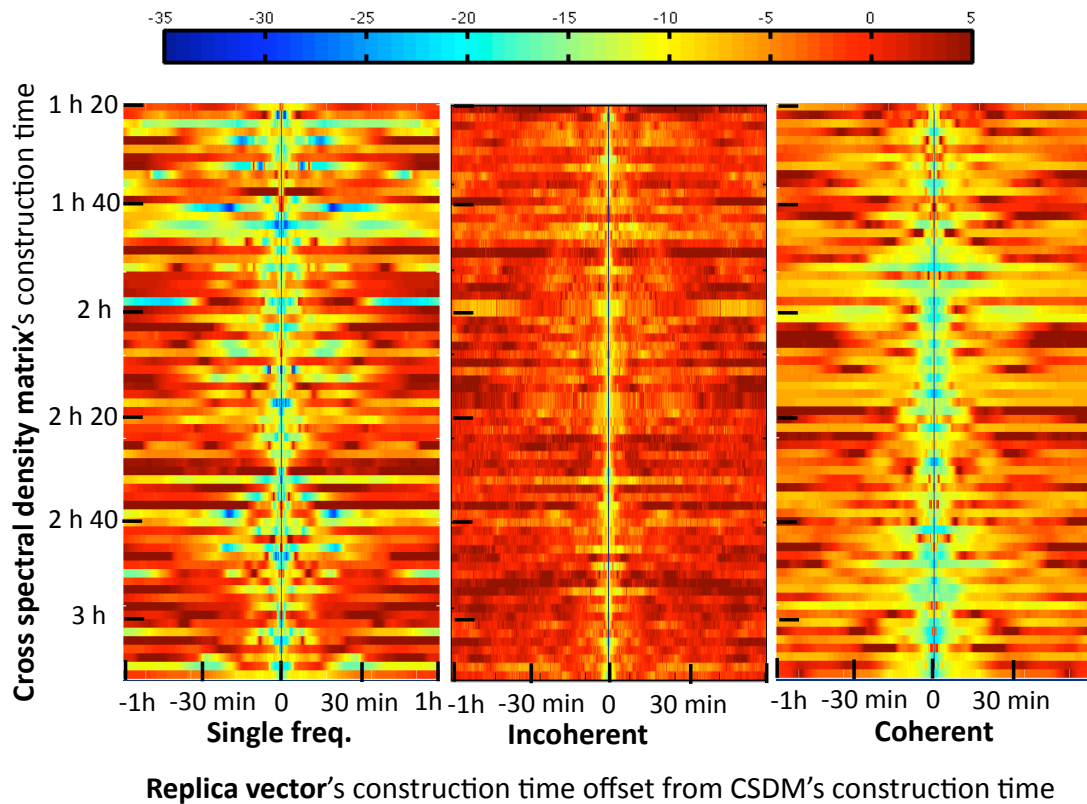 -35 -30 -25 -20 -15 -10 -5 0 5
Cross spectral density matrix's construction time
1 h 20
1 h 40
2 h
2 h 20
2 h 40
3 h
-1h -30 min 0 30 min 1h
-1h -30 min 0 30 min
-1h -30 min 0 30 min
Single freq.
Incoherent
Coherent
Replica vector's construction time offset from CSDM's construction time